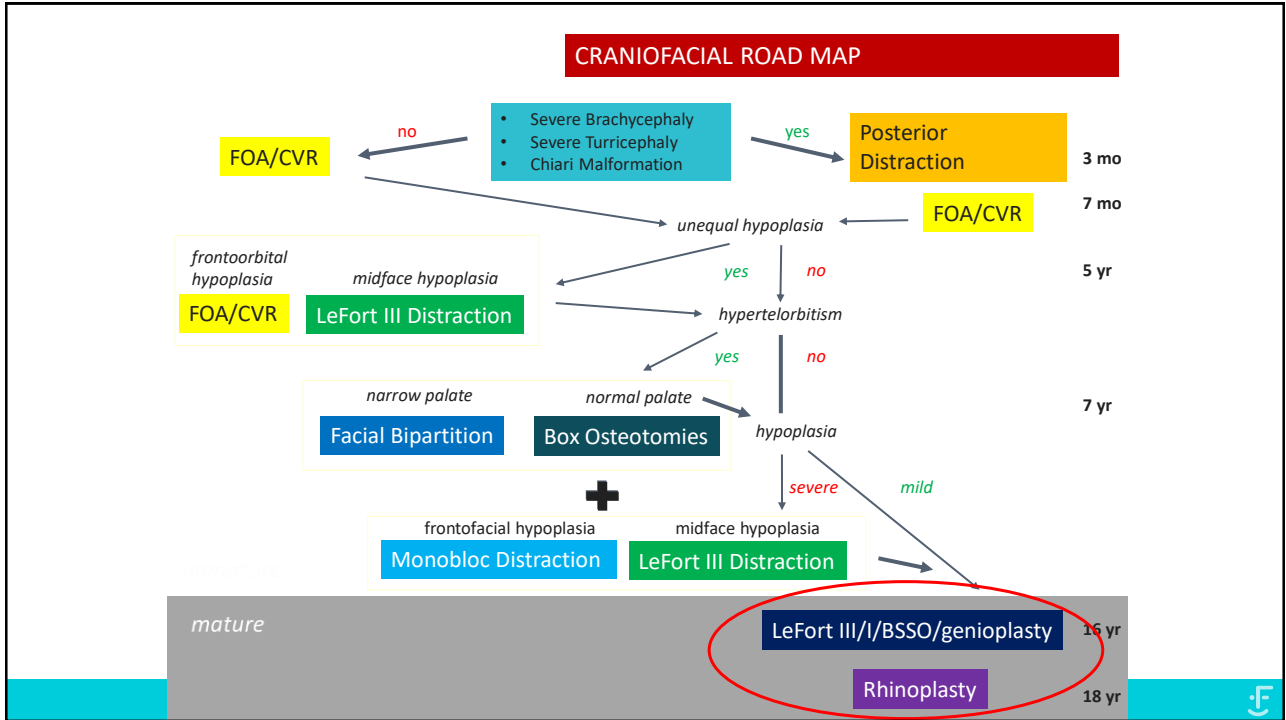 CRANIOFACIAL ROAD MAP
• Severe Brachycephaly
• Severe Turricephaly
• Chiari Malformation
no
yes
FOA/CVR
Posterior
Distraction
3 mo
7 mo
FOA/CVR
unequal hypoplasia
frontoorbital
hypoplasia
midface hypoplasia
yes
no
5 yr
FOA/CVR
LeFort III Distraction
hypertelorbitism
yes
no
narrow palate
normal palate
7 yr
Facial Bipartition
Box Osteotomies
hypoplasia
severe
mild
frontofacial hypoplasia
midface hypoplasia
Monobloc Distraction
LeFort III Distraction
mature
LeFort III/I/BSSO/genioplasty
16 yr
Rhinoplasty
18 yr